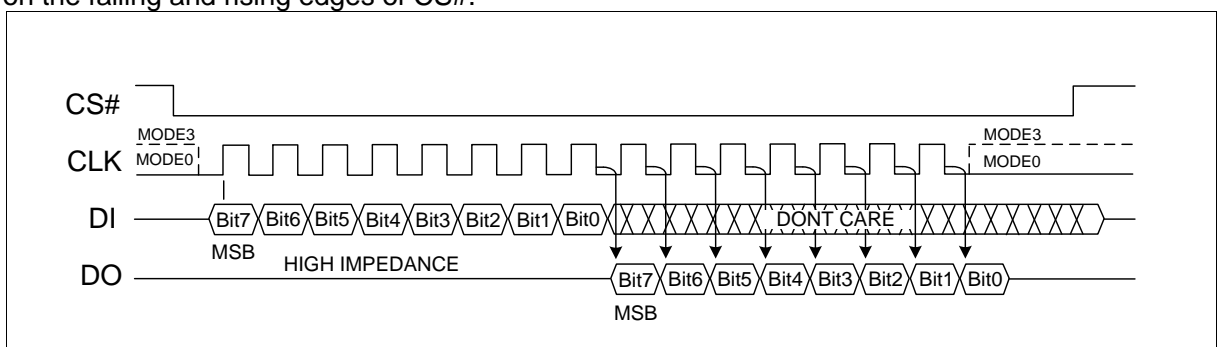 on the falling and rising edges of CS#.
CS#
MODE3 MODE3
CLK MODE0 MODE0
DI Bit7 Bit6 Bit5 Bit4 Bit3 Bit2 Bit1 Bit0 DONT CARE
MSB HIGH IMPEDANCE
DO Bit7 Bit6 Bit5 Bit4 Bit3 Bit2 Bit1 Bit0
MSB